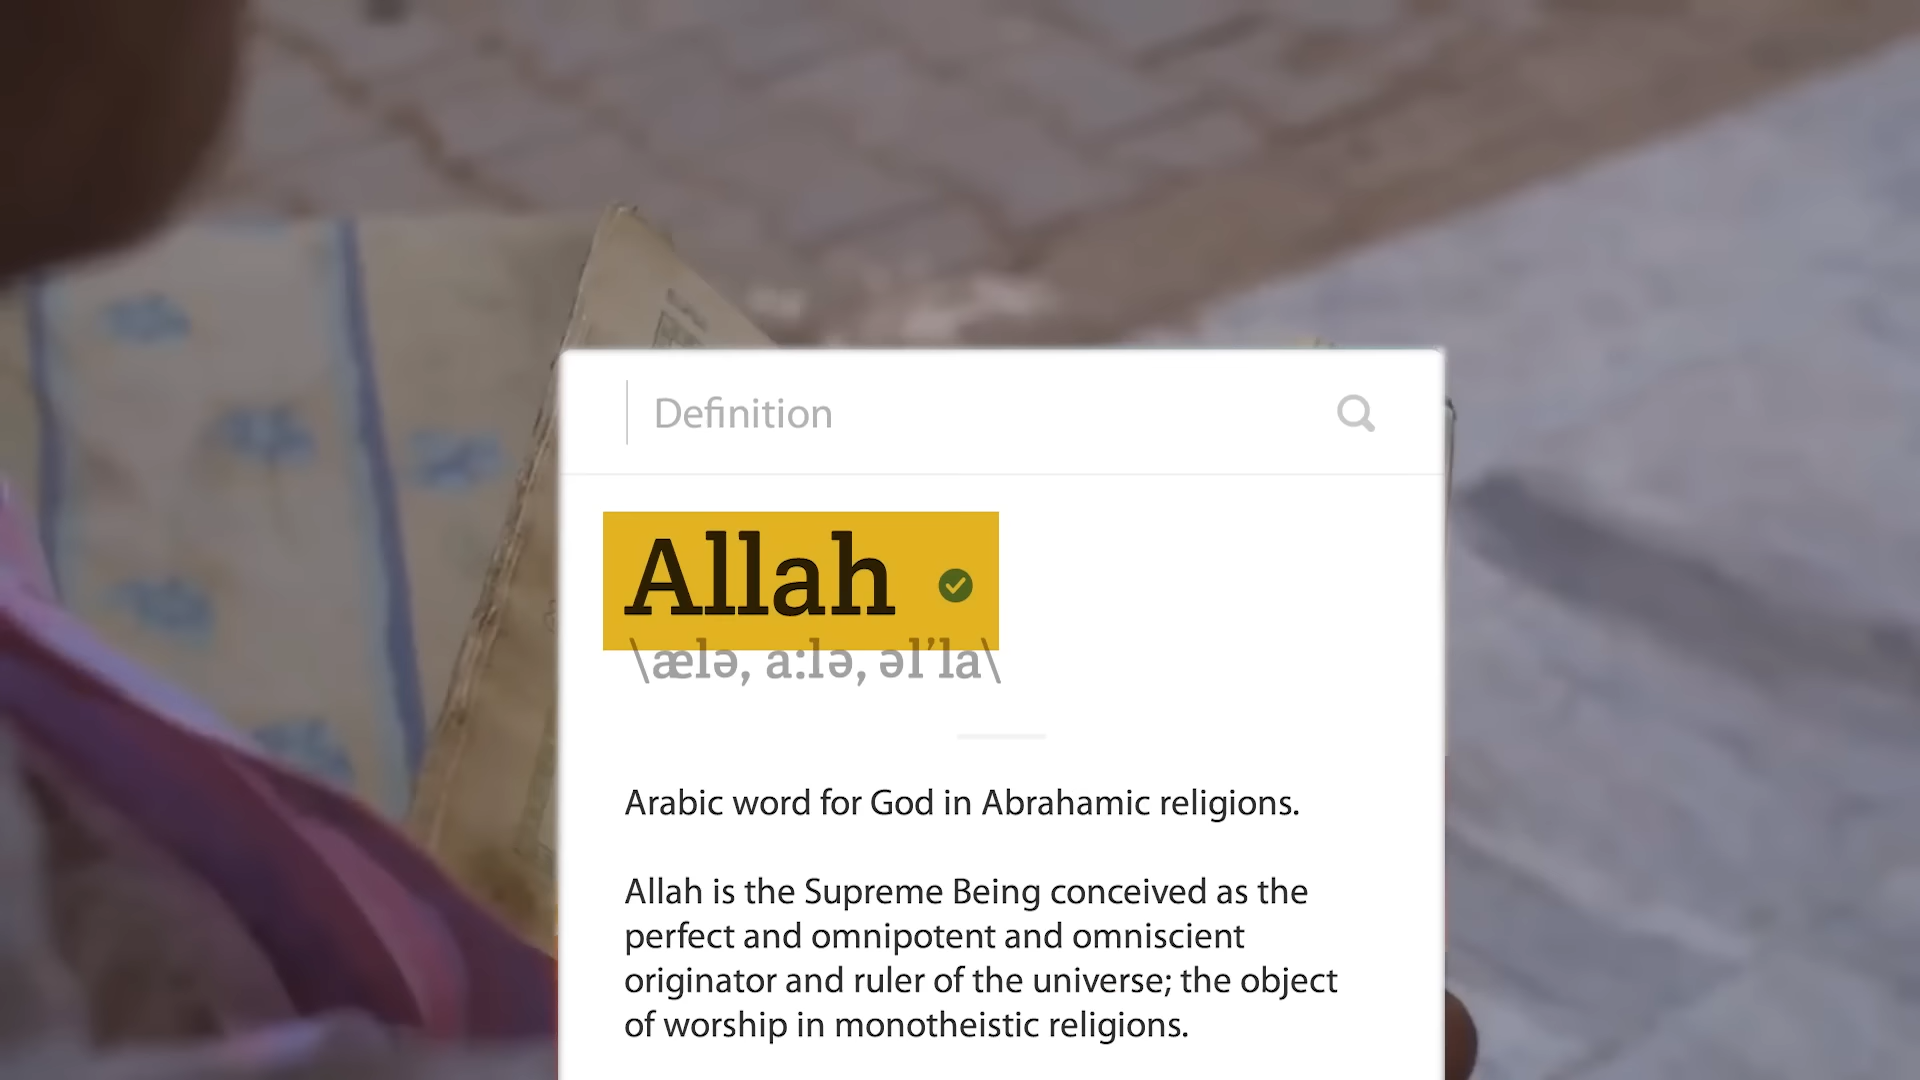 Definition
Allah
\ælə, a:lə, əl’la\
Arabic word for God in Abrahamic religions.
Allah is the Supreme Being conceived as the
perfect and omnipotent and omniscient
originator and ruler of the universe; the object
of worship in monotheistic religions.